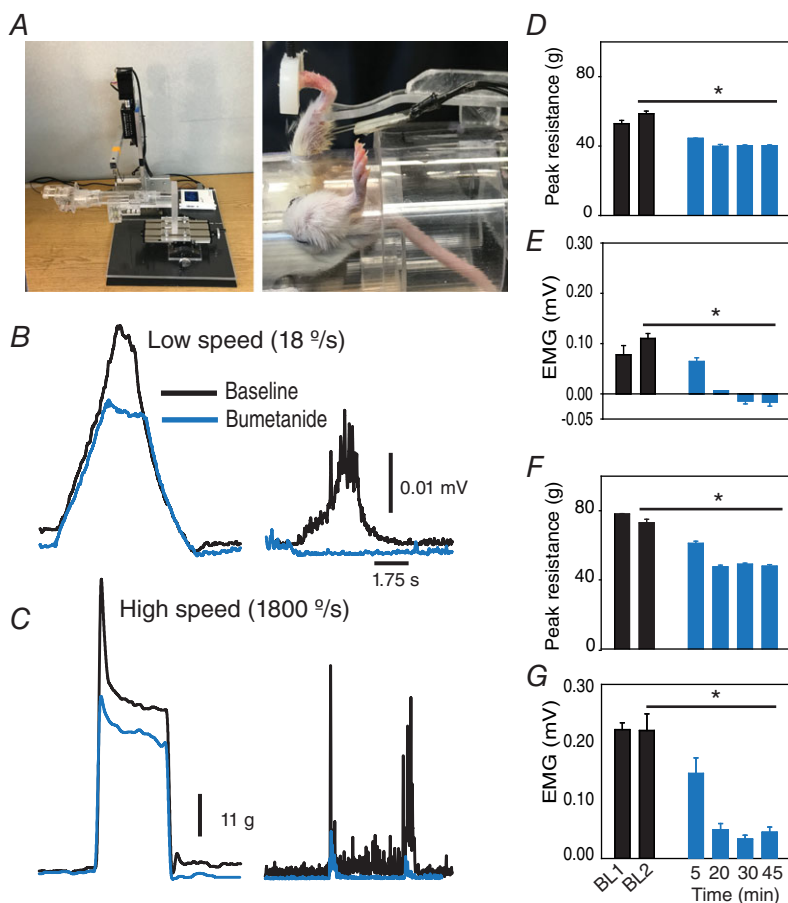 A
B
Low speed (18 º/s)
Baseline
Bumetanide
0.01 mV
1.75 s
C
High speed (1800 º/s)
11 g
D
Peak resistance (g)
80
40
0
*
E
EMG (mV)
0.30
0.20
0.10
0.00
-0.05
*
F
Peak resistance (g)
80
40
0
*
G
EMG (mV)
0.30
0.20
0.10
0.00
*
BL1
BL2
5 20 30 45
Time (min)